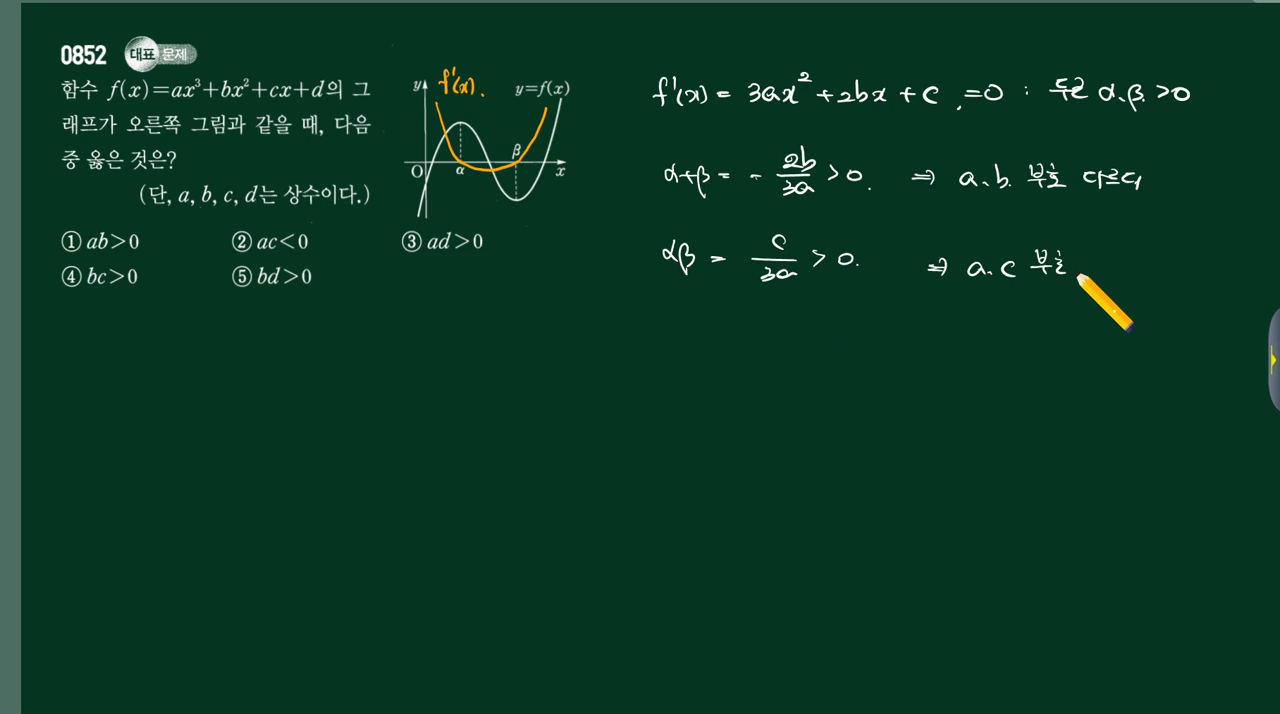 0852 대표 문제
함수 f(x)=ax³+bx²+cx+d의 그
래프가 오른쪽 그림과 같을 때, 다음
중 옳은 것은?
(단, a, b, c, d는 상수이다.)
① ab>0 ② ac<0 ③ ad>0
④ bc>0 ⑤ bd>0
y f'(x). y=f(x)
O α β x
f'(x) = 3ax² + 2bx + c =0 : 두근 α, β >0
α+β = - 2b/3a >0. ⇒ a, b 부호 다르다
αβ = c/3a >0. ⇒ a, c 부호